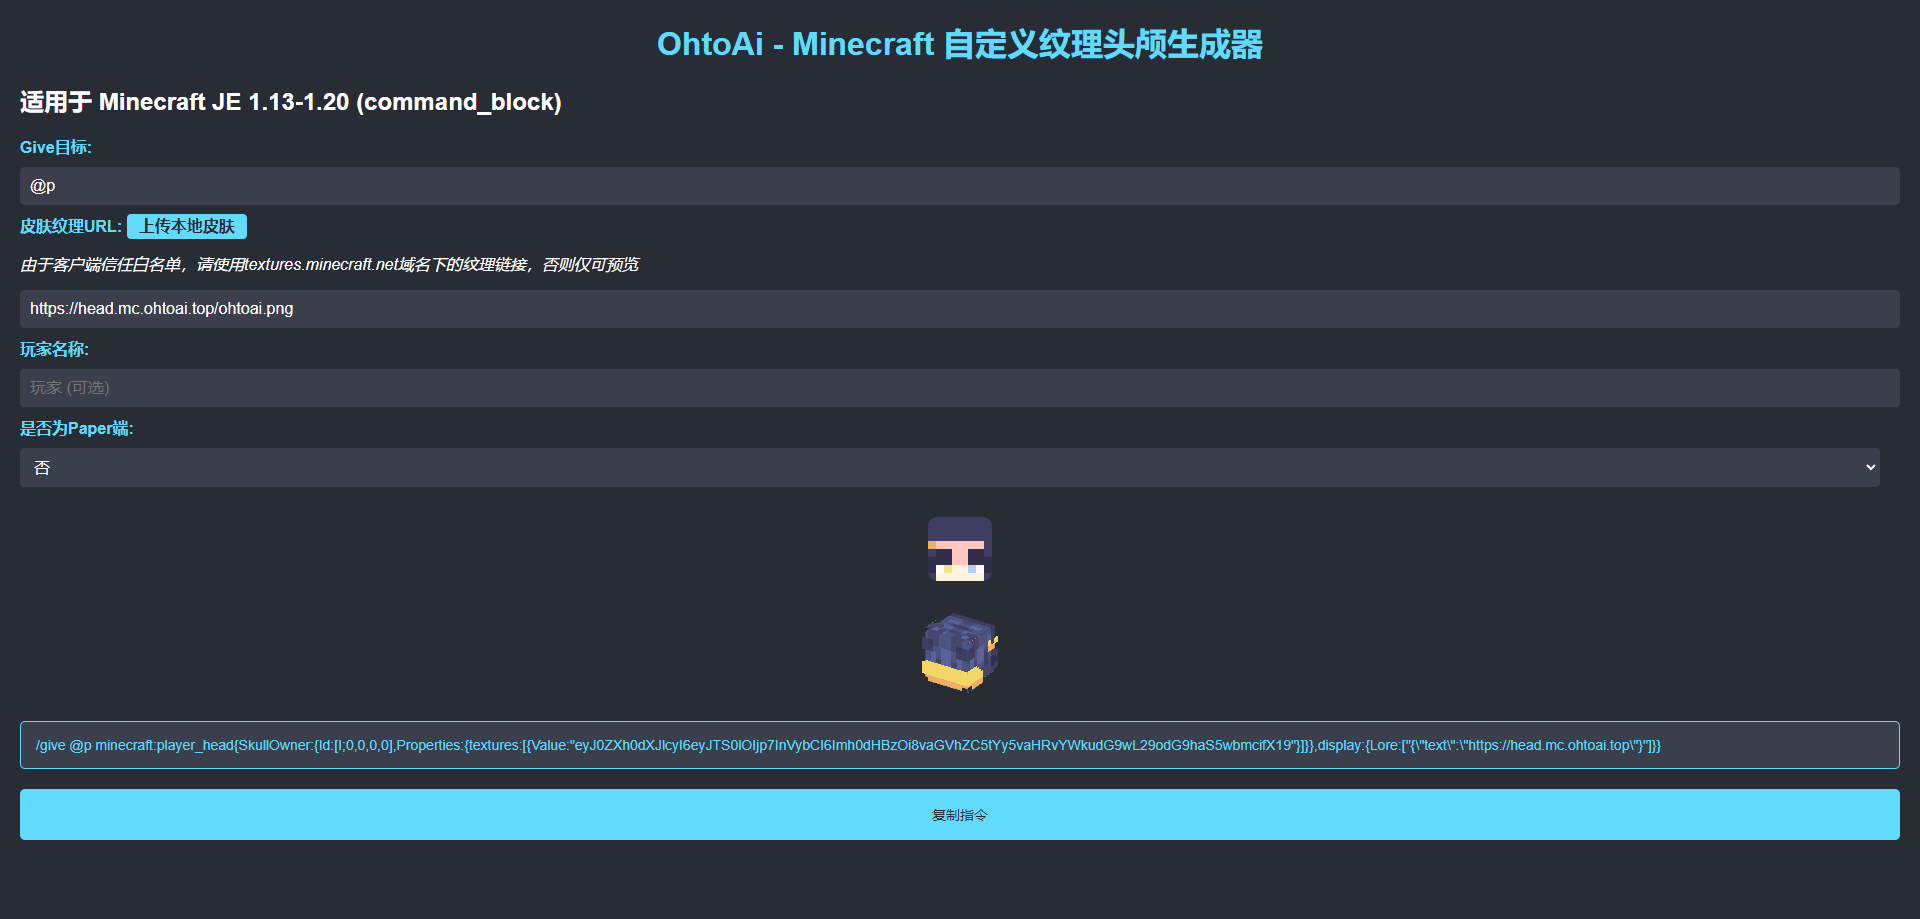 OhtoAi - Minecraft 自定义纹理头颅生成器
适用于 Minecraft JE 1.13-1.20 (command_block)
Give目标:
@p
皮肤纹理URL: 上传本地皮肤
由于客户端信任白名单，请使用textures.minecraft.net域名下的纹理链接，否则仅可预览
https://head.mc.ohtoai.top/ohtoai.png
玩家名称:
玩家 (可选)
是否为Paper端:
否
/give @p minecraft:player_head{SkullOwner:{Id:[I;0,0,0,0],Properties:{textures:[{Value:"eyJ0ZXh0dXJlcyI6eyJTS0lOIjp7InVybCI6Imh0dHBzOi8vaGVhZC5tYy5vaHRvYWkudG9wL29odG9haS5wbmcifX19"}]}},display:{Lore:["{\"text\":\"https://head.mc.ohtoai.top\"}"]}}
复制指令